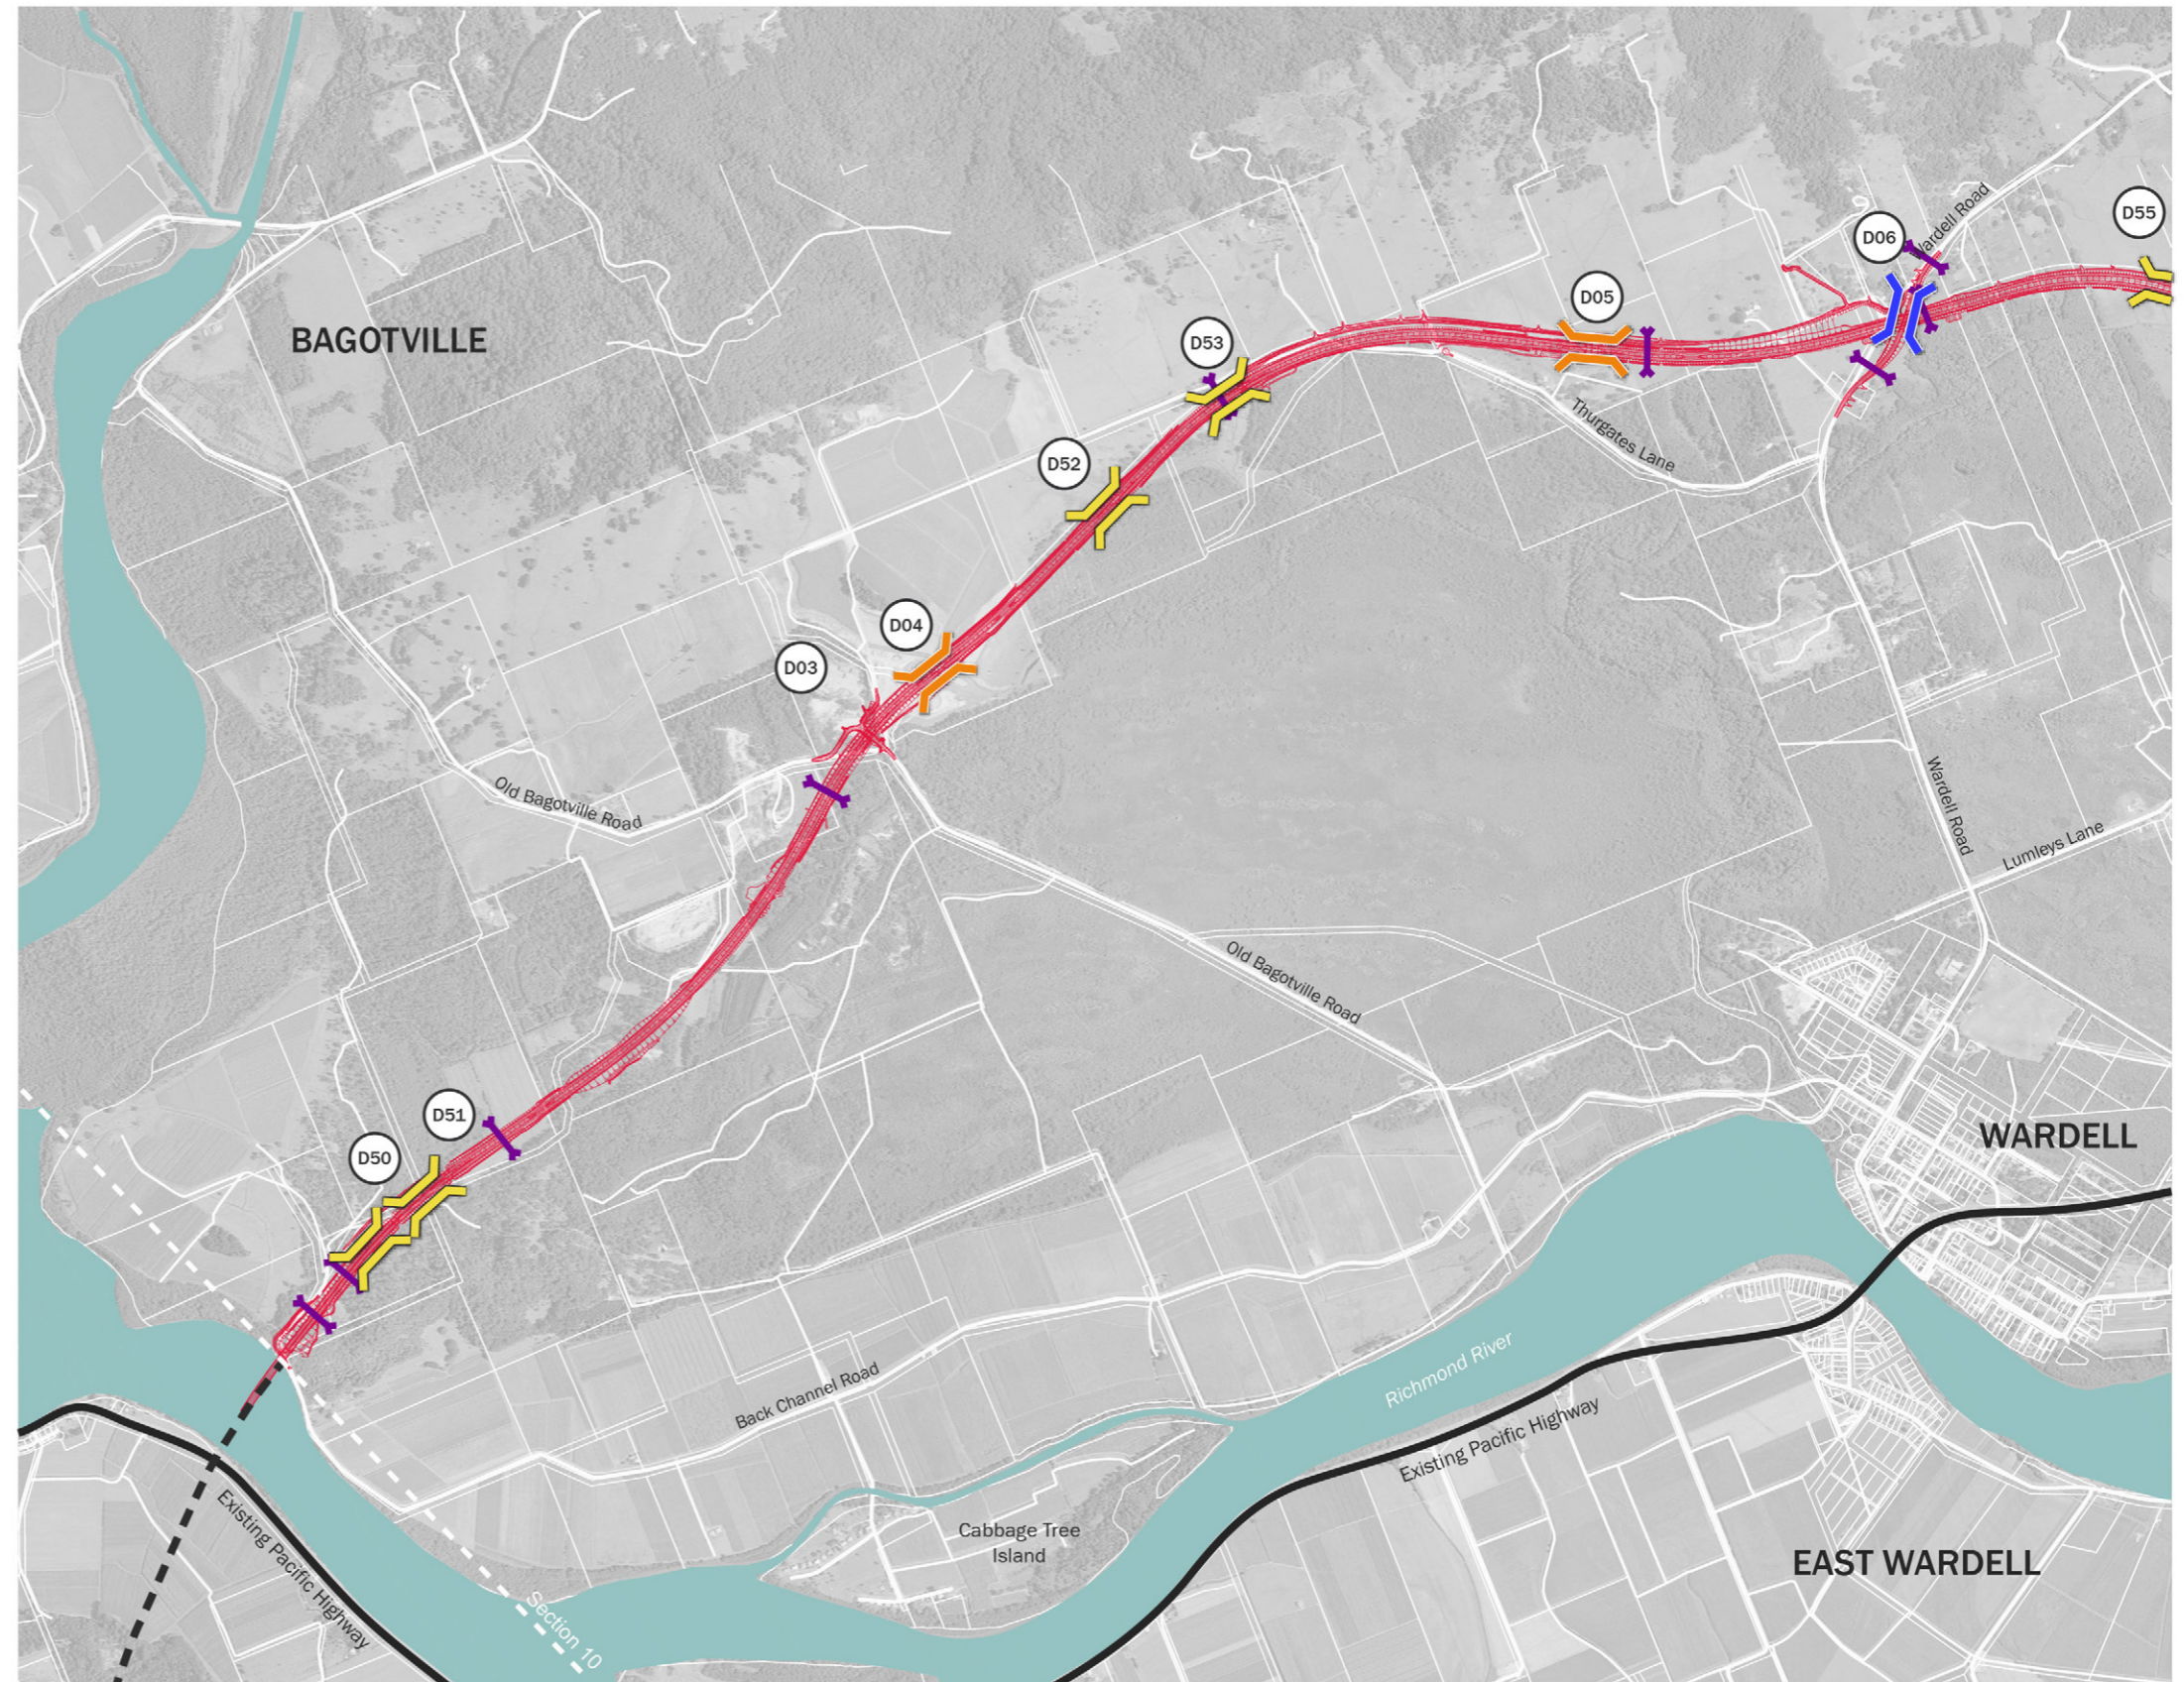 D55
D06
Wardell Road
D05
BAGOTVILLE
D53
Thurgates Lane
D52
D04
D03
Old Bagotville Road
Wardell Road
Lumleys Lane
Old Bagotville Road
D51
WARDELL
D50
Richmond River
Back Channel Road
Existing Pacific Highway
Existing Pacific Highway
Cabbage Tree
Island
EAST WARDELL
Section 10